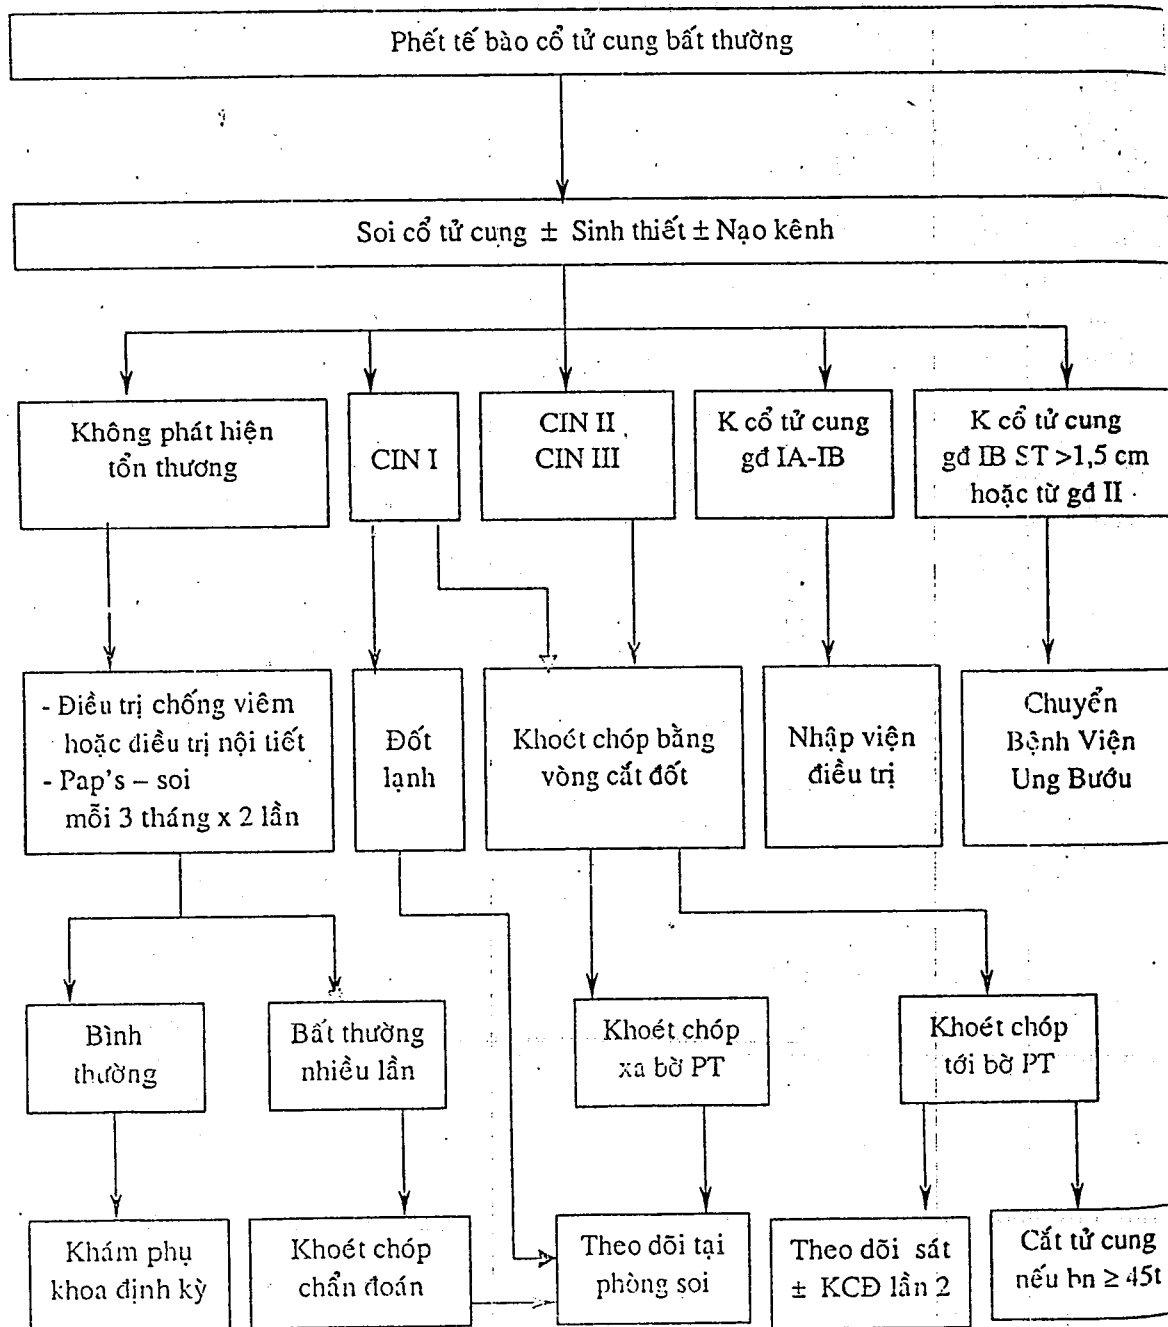 Phết tế bào cổ tử cung bất thường
Soi cổ tử cung ± Sinh thiết ± Nạo kênh
Không phát hiện
tổn thương
CIN I
CIN II
CIN III
K cổ tử cung
gđ IA-IB
K cổ tử cung
gđ IB ST >1,5 cm
hoặc từ gđ II
- Điều trị chống viêm
hoặc điều trị nội tiết
- Pap's – soi
mỗi 3 tháng x 2 lần
Đốt
lạnh
Khoét chóp bằng
vòng cắt đốt
Nhập viện
điều trị
Chuyển
Bệnh Viện
Ung Bướu
Bình
thường
Bất thường
nhiều lần
Khoét chóp
xa bờ PT
Khoét chóp
tới bờ PT
Khám phụ
khoa định kỳ
Khoét chóp
chẩn đoán
Theo dõi tại
phòng soi
Theo dõi sát
± KCĐ lần 2
Cắt tử cung
nếu bn ≥ 45t